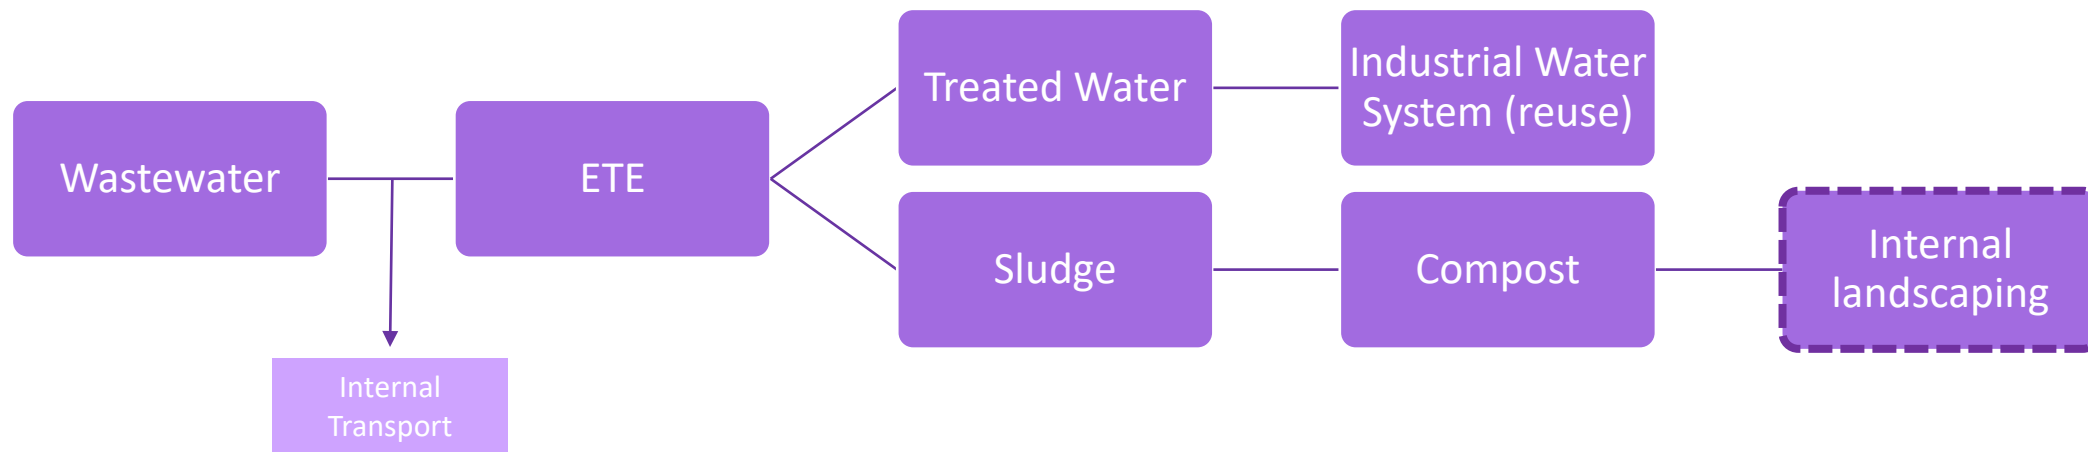 Wastewater
ETE
Treated Water
Industrial Water
System (reuse)
Sludge
Compost
Internal
landscaping
Internal
Transport